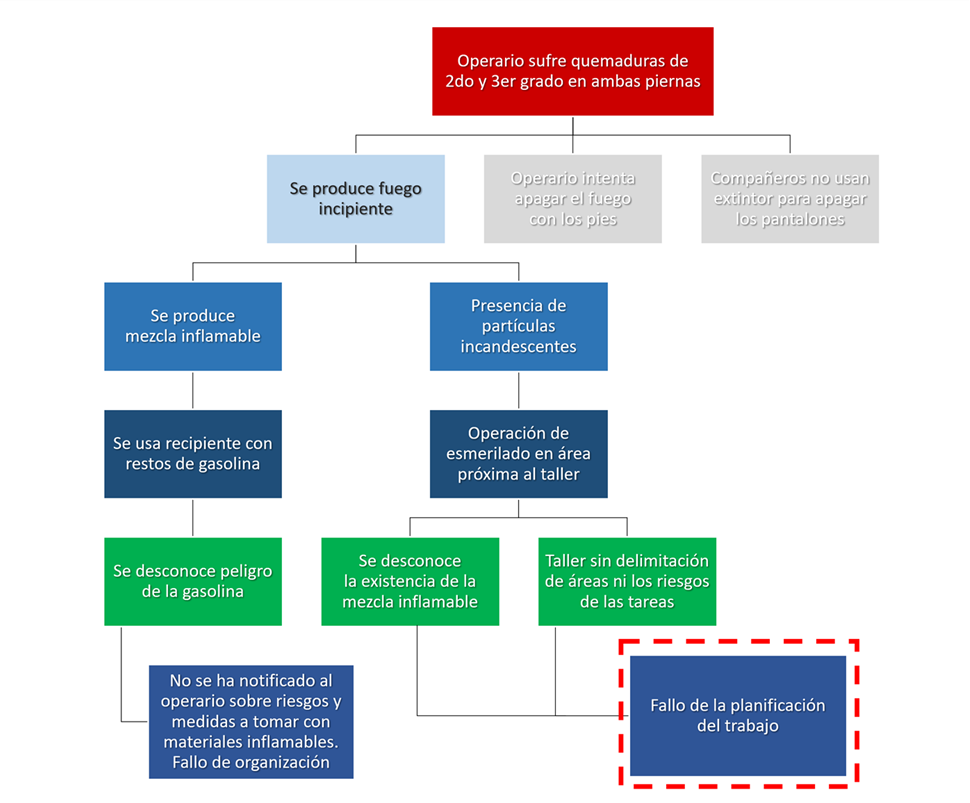 Operario sufre quemaduras de
2do y 3er grado en ambas piernas
Se produce fuego
incipiente
Operario intenta
apagar el fuego
con los pies
Compañeros no usan
extintor para apagar
los pantalones
Se produce
mezcla inflamable
Presencia de
partículas
incandescentes
Se usa recipiente con
restos de gasolina
Operación de
esmerilado en área
próxima al taller
Se desconoce peligro
de la gasolina
Se desconoce
la existencia de la
mezcla inflamable
Taller sin delimitación
de áreas ni los riesgos
de las tareas
No se ha notificado al
operario sobre riesgos y
medidas a tomar con
materiales inflamables.
Fallo de organización
Fallo de la planificación
del trabajo